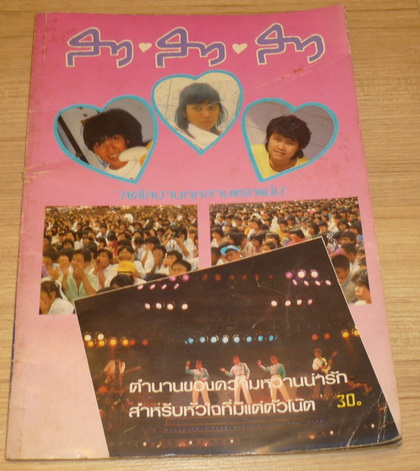 สาว ♥ สาว ♥ สาว
ตำนานของความหวานน่ารัก
สำหรับหัวใจที่มีแต่ตัวโน๊ต 30.